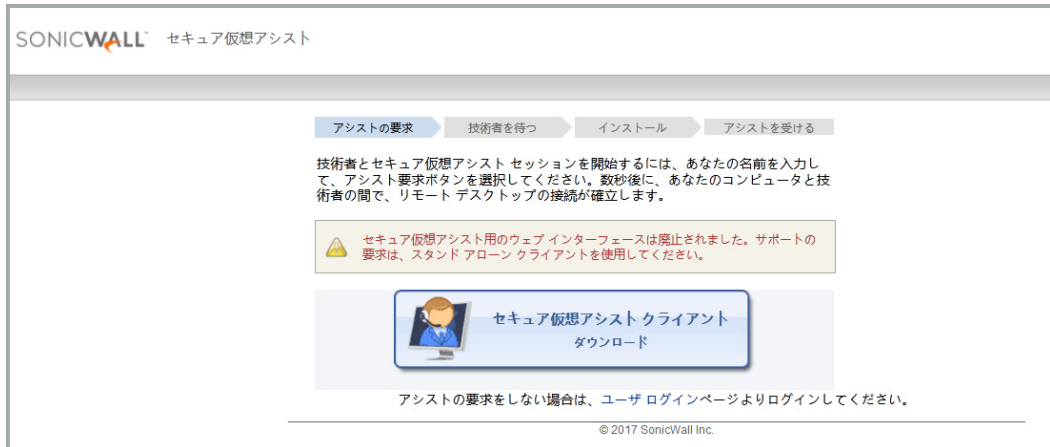 SONICWALL セキュア仮想アシスト
アシストの要求 技術者を待つ インストール アシストを受ける
技術者とセキュア仮想アシスト セッションを開始するには、あなたの名前を入力し
て、アシスト要求ボタンを選択してください。数秒後に、あなたのコンピュータと技
術者の間で、リモート デスクトップの接続が確立します。
セキュア仮想アシスト用のウェブ インターフェースは廃止されました。サポートの
要求は、スタンド アローン クライアントを使用してください。
セキュア仮想アシスト クライアント
ダウンロード
アシストの要求をしない場合は、ユーザ ログインページよりログインしてください。
© 2017 SonicWall Inc.